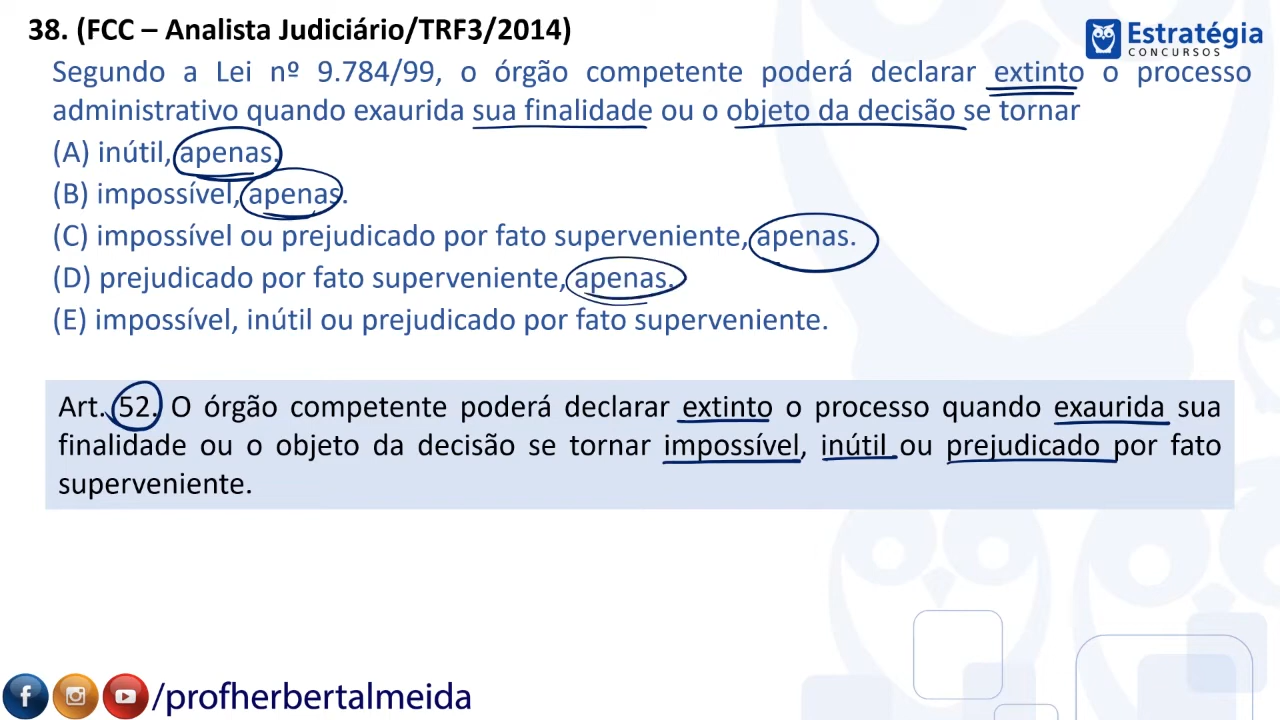 38. (FCC – Analista Judiciário/TRF3/2014)
Estratégia
CONCURSOS
Segundo a Lei nº 9.784/99, o órgão competente poderá declarar extinto o processo
administrativo quando exaurida sua finalidade ou o objeto da decisão se tornar
(A) inútil, apenas.
(B) impossível, apenas.
(C) impossível ou prejudicado por fato superveniente, apenas.
(D) prejudicado por fato superveniente, apenas.
(E) impossível, inútil ou prejudicado por fato superveniente.
Art. 52. O órgão competente poderá declarar extinto o processo quando exaurida sua
finalidade ou o objeto da decisão se tornar impossível, inútil ou prejudicado por fato
superveniente.
/profherbertalmeida